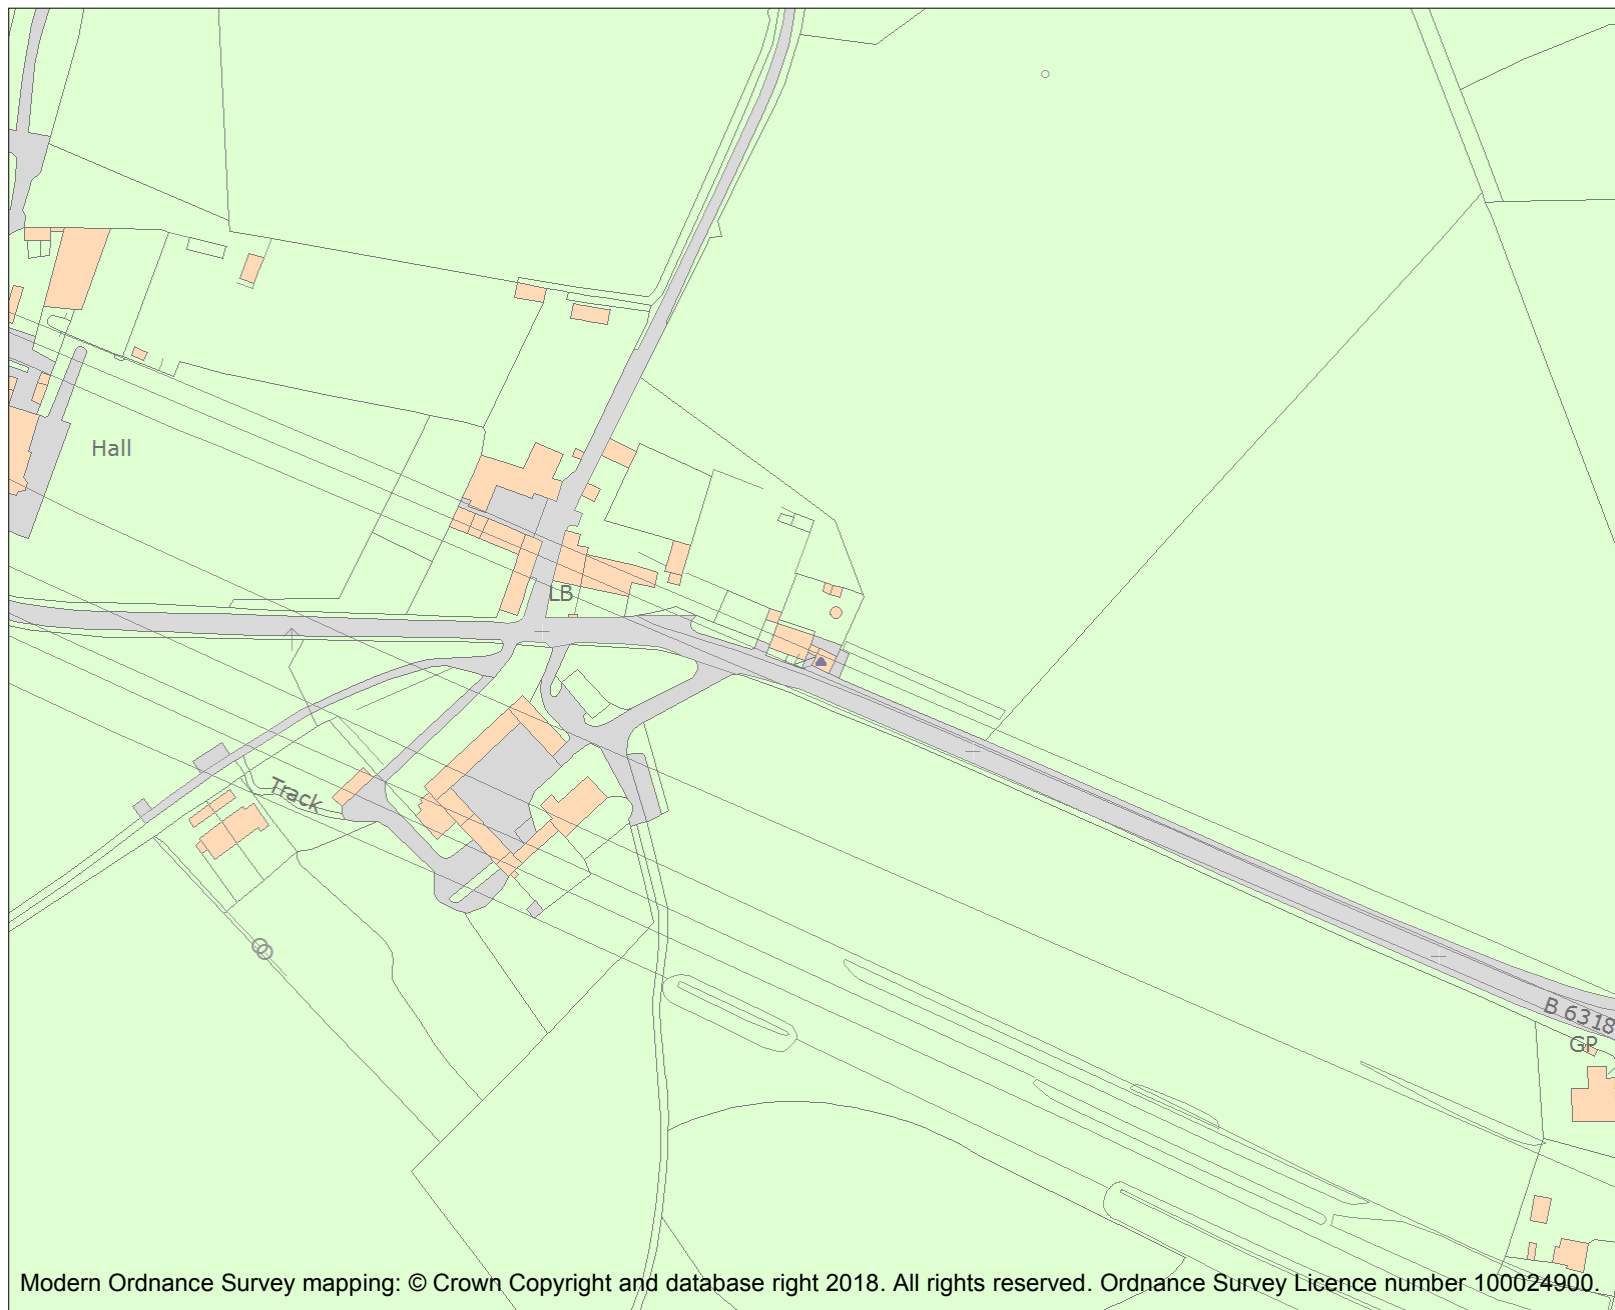 Hall
LB
Track
B 6318
GP
Modern Ordnance Survey mapping: © Crown Copyright and database right 2018. All rights reserved. Ordnance Survey Licence number 100024900.